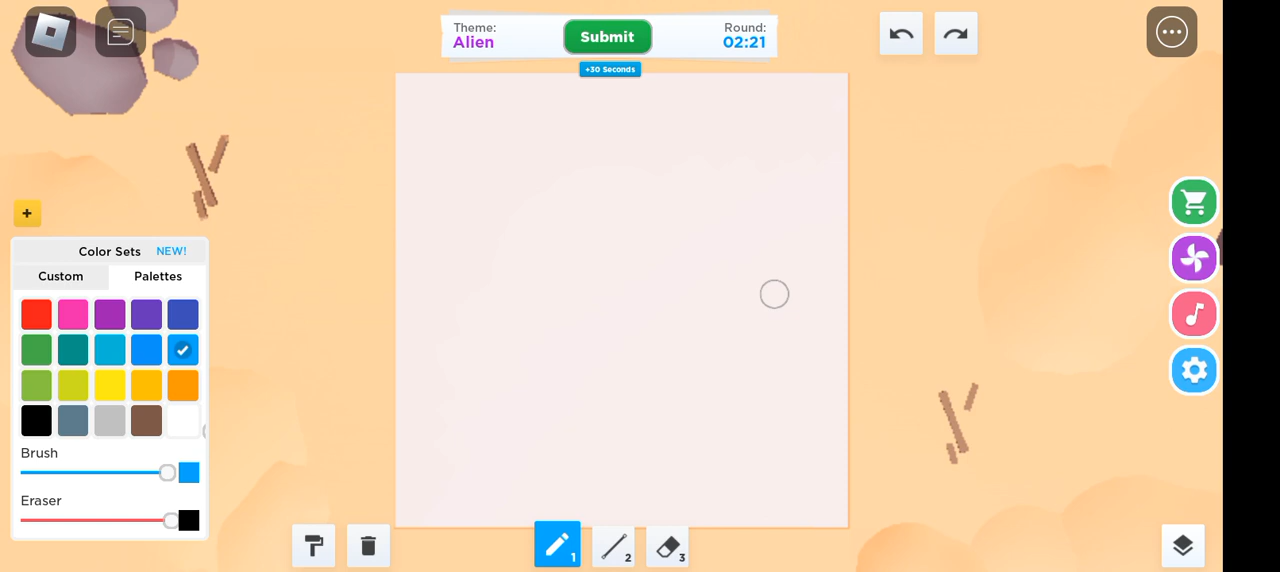 Theme:
Alien
Submit
Round:
02:21
+30 Seconds
+
Color Sets NEW!
Custom Palettes
Brush
Eraser
1
2
3